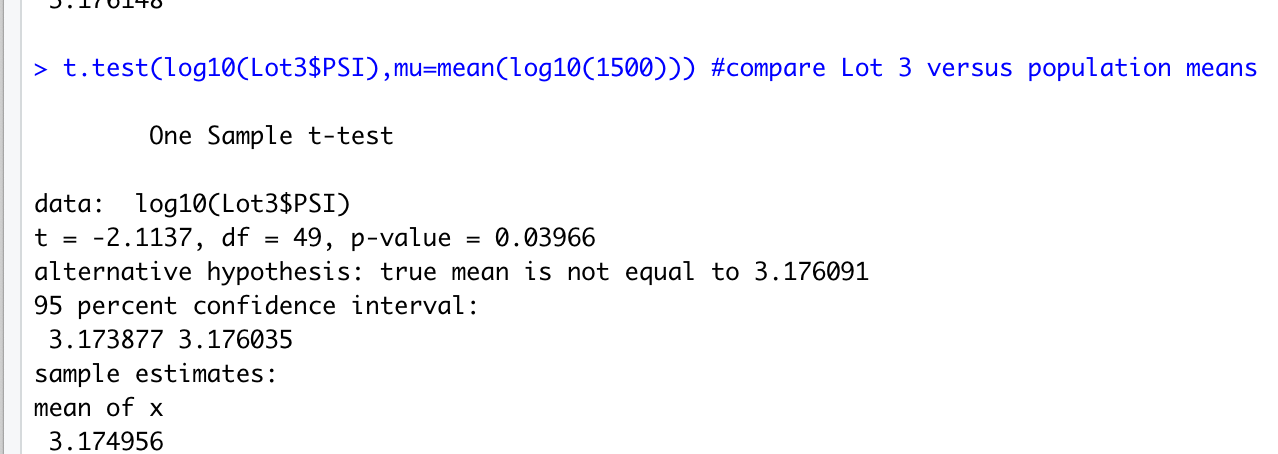 3.176148
> t.test(log10(Lot3$PSI),mu=mean(log10(1500))) #compare Lot 3 versus population means
One Sample t-test
data:  log10(Lot3$PSI)
t = -2.1137, df = 49, p-value = 0.03966
alternative hypothesis: true mean is not equal to 3.176091
95 percent confidence interval:
3.173877 3.176035
sample estimates:
mean of x
3.174956